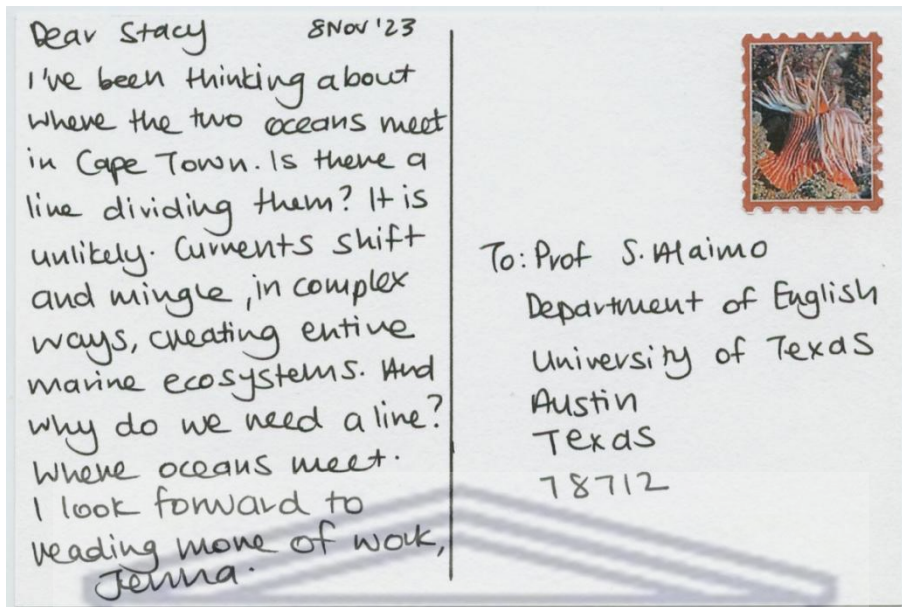 Dear Stacy 8 Nov '23
I've been thinking about
where the two oceans meet
in Cape Town. Is there a
line dividing them? It is
unlikely. Currents shift
and mingle, in complex
ways, creating entire
marine ecosystems. And
why do we need a line?
Where oceans meet.
I look forward to
reading more of work,
Jenna.
To: Prof S. Alaimo
Department of English
University of Texas
Austin
Texas
78712